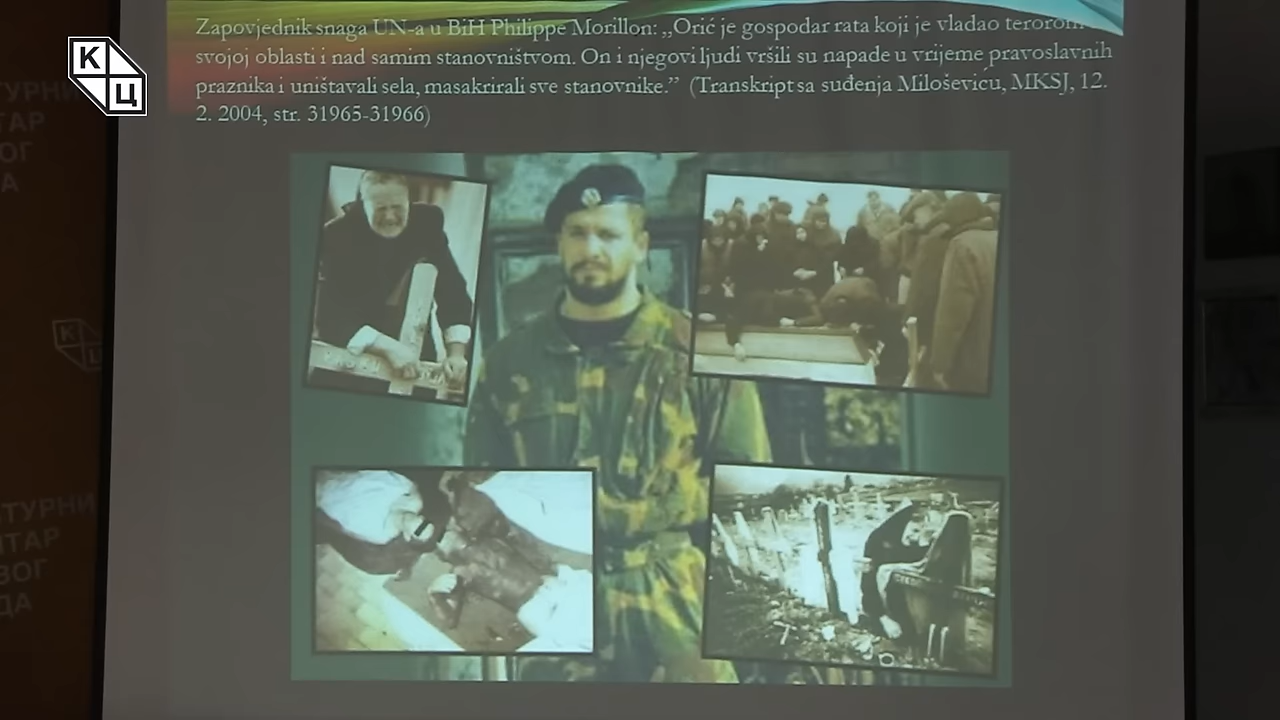 Zapovjednik snaga UN-a u BiH Philippe Morillon: „Orić je gospodar rata koji je vladao terorom
svojoj oblasti i nad samim stanovništvom. On i njegovi ljudi vršili su napade u vrijeme pravoslavnih
praznika i uništavali sela, masakrirali sve stanovnike.” (Transkript sa suđenja Miloševiću, MKSJ, 12.
2. 2004, str. 31965-31966)
К
Ц
К
Ц